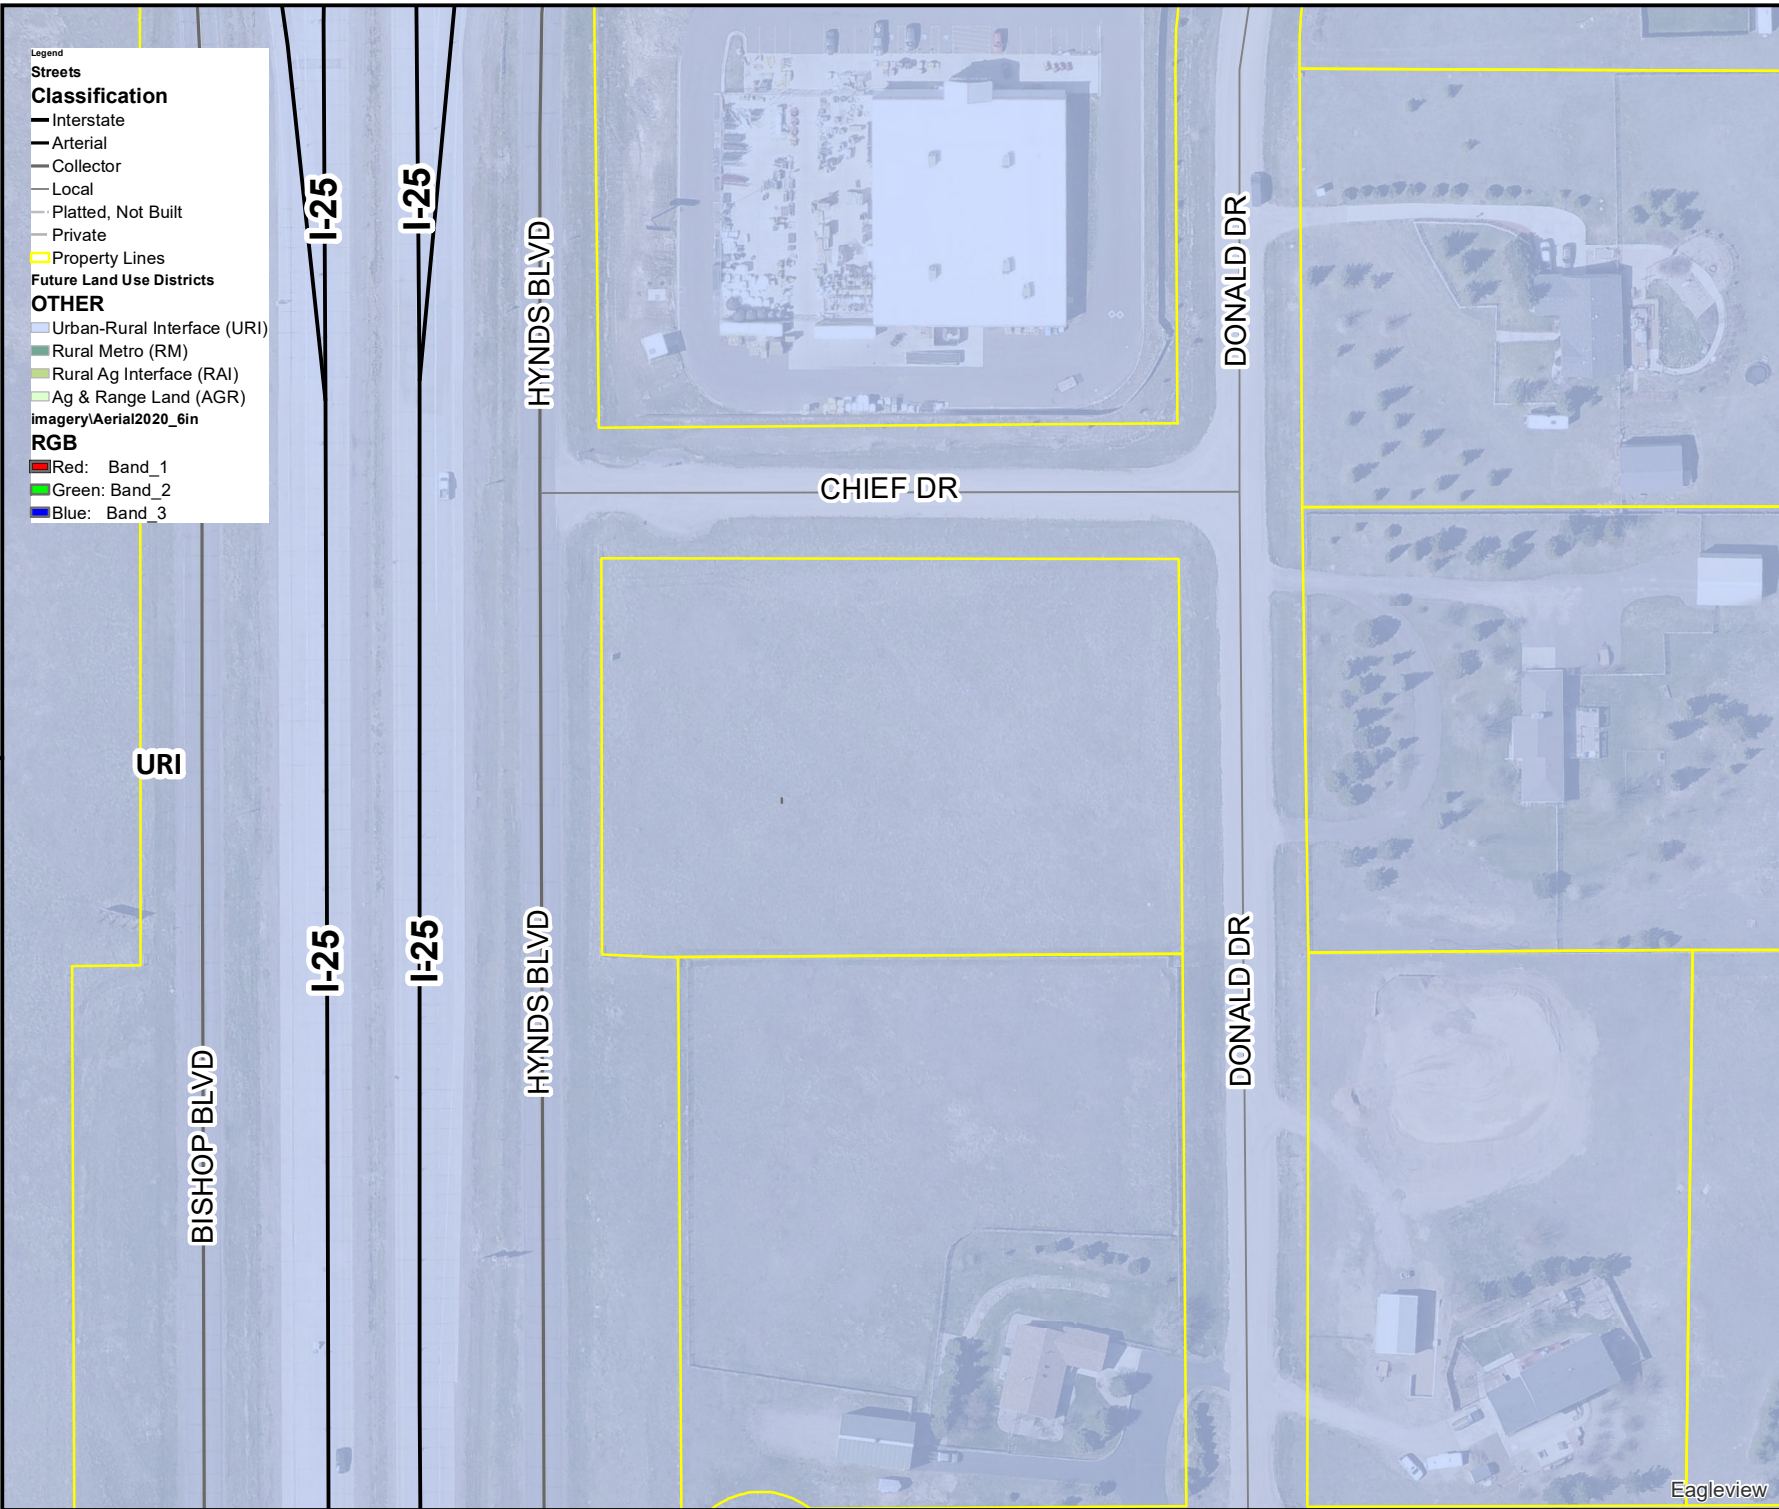 Legend
Streets
Classification
Interstate
Arterial
Collector
Local
Platted, Not Built
Private
Property Lines
Future Land Use Districts
OTHER
Urban-Rural Interface (URI)
Rural Metro (RM)
Rural Ag Interface (RAI)
Ag & Range Land (AGR)
imagery\Aerial2020_6in
RGB
Red: Band_1
Green: Band_2
Blue: Band_3
I-25
I-25
HYNDS BLVD
DONALD DR
CHIEF DR
URI
I-25
I-25
HYNDS BLVD
DONALD DR
BISHOP BLVD
Eagleview